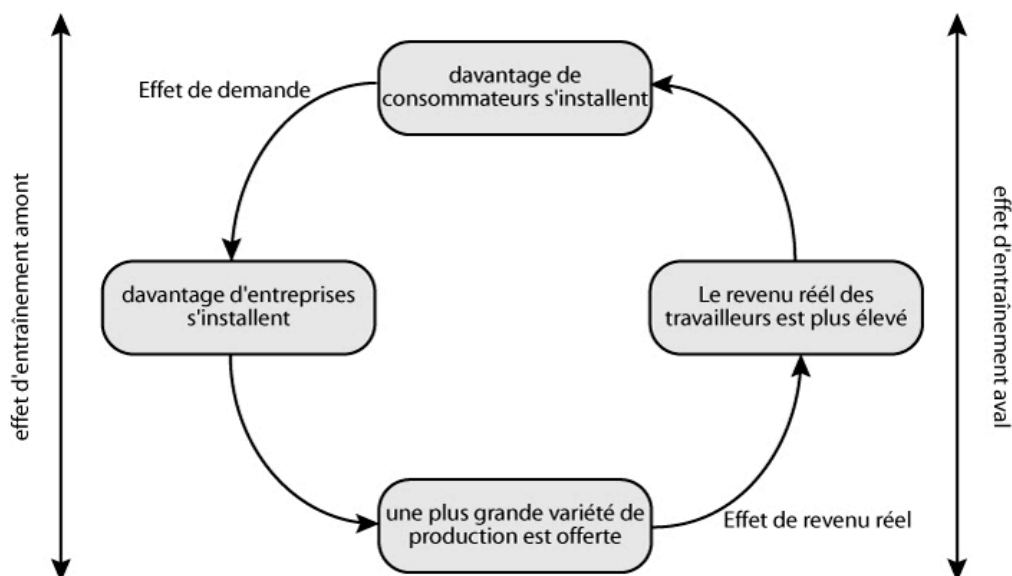 davantage de
consommateurs s'installent
Effet de demande
effet d'entraînement amont
effet d'entraînement aval
davantage d'entreprises
s'installent
Le revenu réél des
travailleurs est plus élevé
une plus grande variété de
production est offerte
Effet de revenu réel